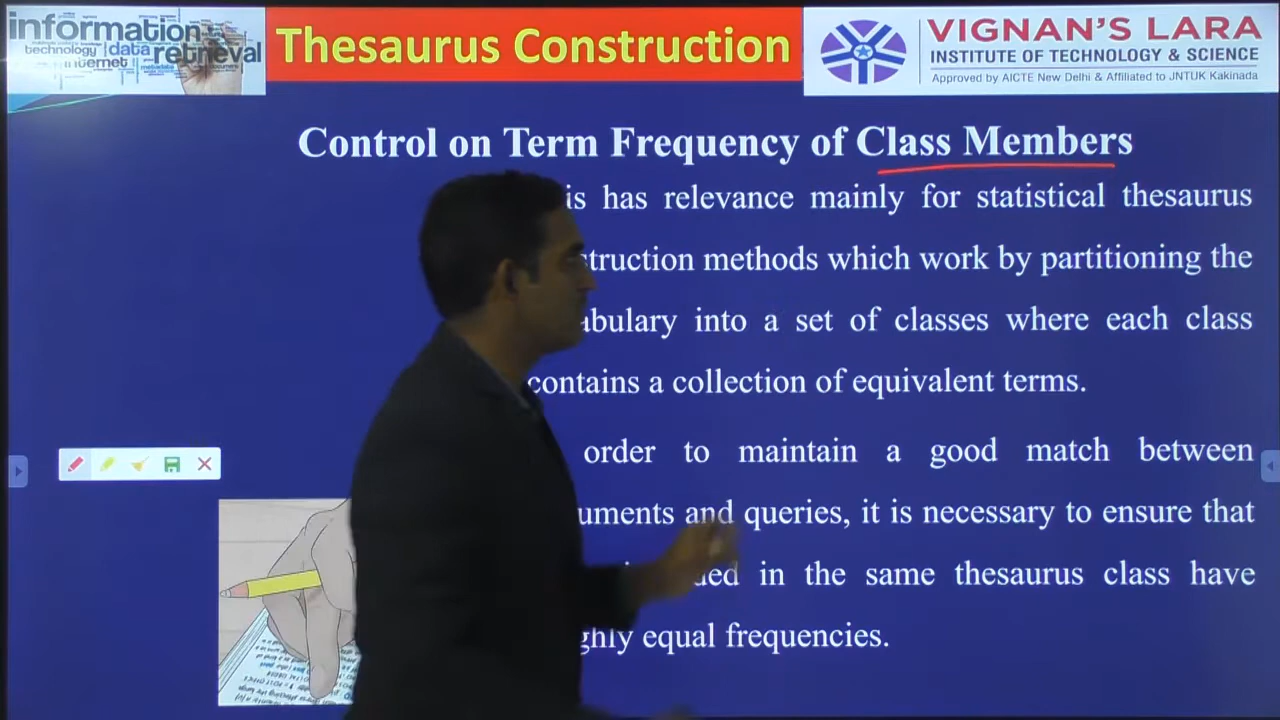 information
technology data retrieval
internet
Thesaurus Construction
VIGNAN'S LARA
INSTITUTE OF TECHNOLOGY & SCIENCE
Approved by AICTE New Delhi & Affiliated to JNTUK Kakinada
Control on Term Frequency of Class Members
is has relevance mainly for statistical thesaurus
struction methods which work by partitioning the
abulary into a set of classes where each class
contains a collection of equivalent terms.
order to maintain a good match between
uments and queries, it is necessary to ensure that
ded in the same thesaurus class have
ghly equal frequencies.